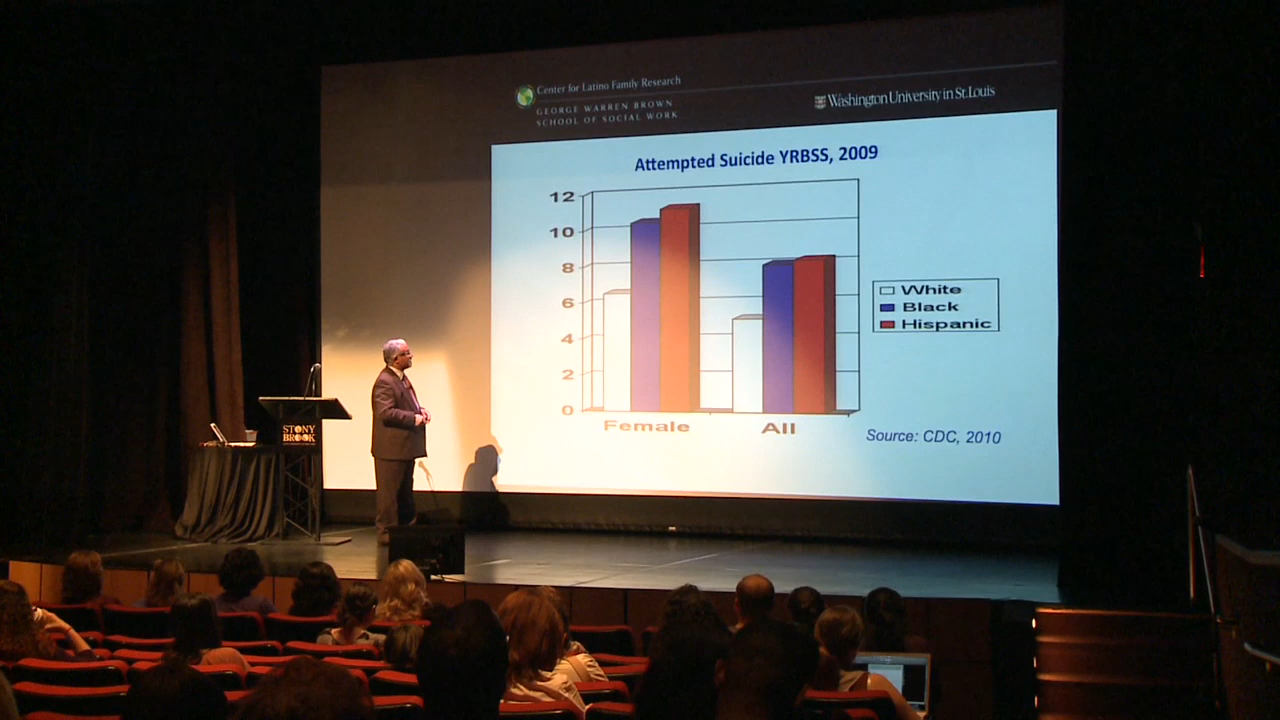 Center for Latino Family Research
GEORGE WARREN BROWN
SCHOOL OF SOCIAL WORK
Washington University in St. Louis
Attempted Suicide YRBSS, 2009
12
10
8
6
4
2
0
Female
All
White
Black
Hispanic
Source: CDC, 2010
STONY
BROOK